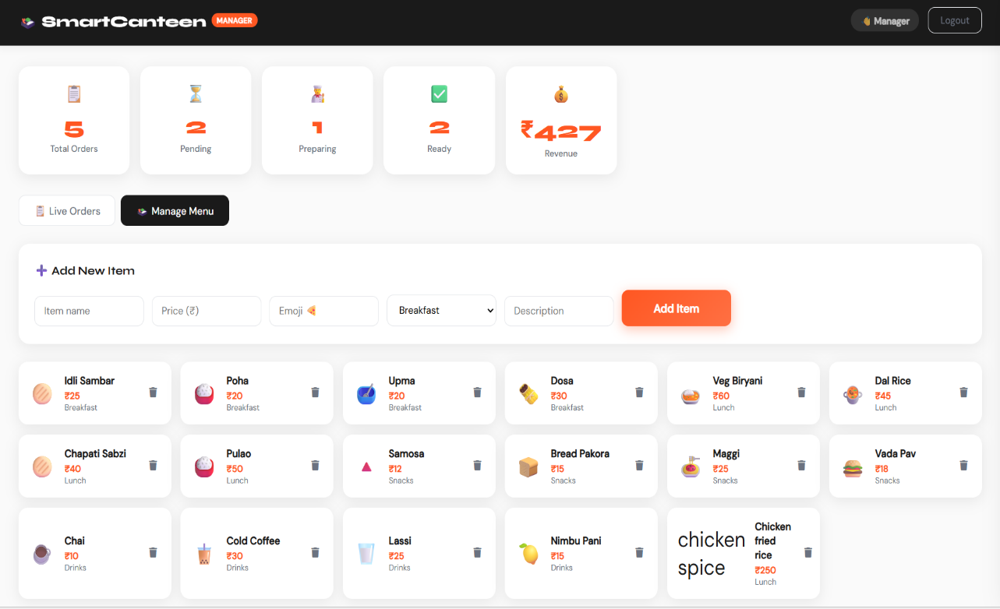 SmartCanteen MANAGER
Manager
Logout
5
Total Orders
2
Pending
1
Preparing
2
Ready
₹427
Revenue
Live Orders
Manage Menu
Add New Item
Item name
Price (₹)
Emoji 🍕
Breakfast
Description
Add Item
Idli Sambar
₹25
Breakfast
Poha
₹20
Breakfast
Upma
₹20
Breakfast
Dosa
₹30
Breakfast
Veg Biryani
₹60
Lunch
Dal Rice
₹45
Lunch
Chapati Sabzi
₹40
Lunch
Pulao
₹50
Lunch
Samosa
₹12
Snacks
Bread Pakora
₹15
Snacks
Maggi
₹25
Snacks
Vada Pav
₹18
Snacks
Chai
₹10
Drinks
Cold Coffee
₹30
Drinks
Lassi
₹25
Drinks
Nimbu Pani
₹15
Drinks
chicken
spice
Chicken
fried
rice
₹250
Lunch